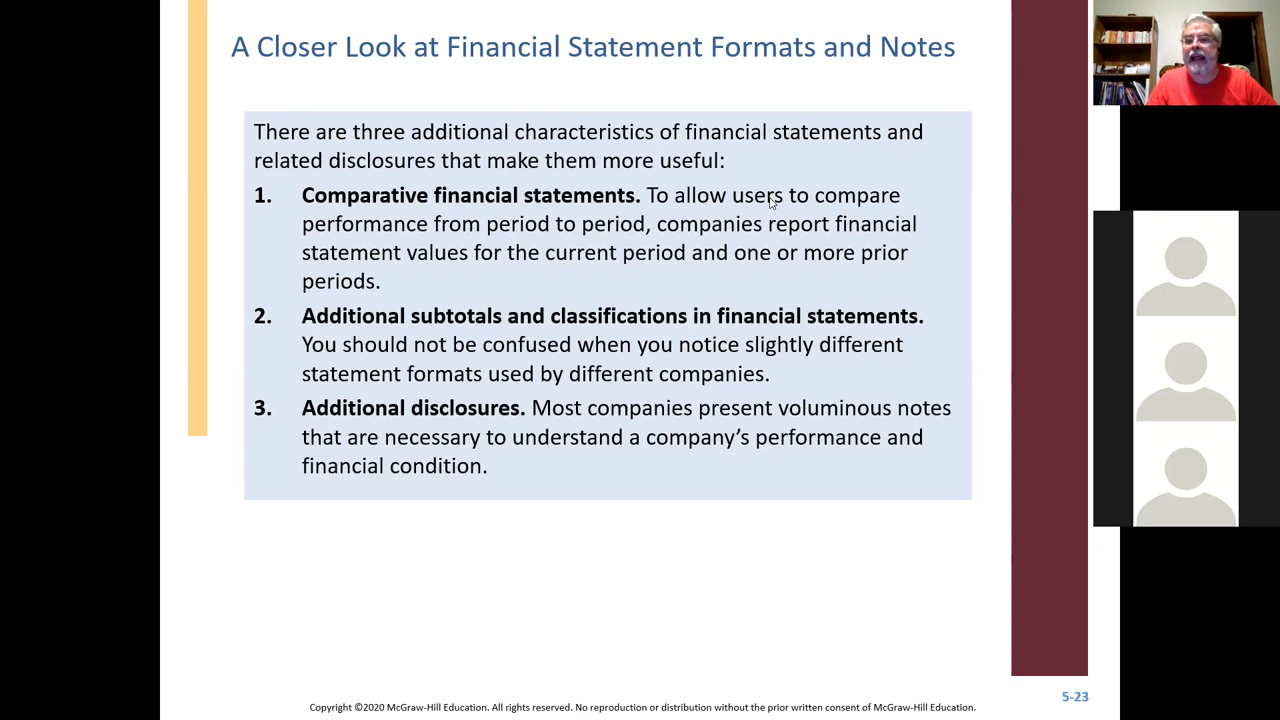 A Closer Look at Financial Statement Formats and Notes
There are three additional characteristics of financial statements and
related disclosures that make them more useful:
1. Comparative financial statements. To allow users to compare
performance from period to period, companies report financial
statement values for the current period and one or more prior
periods.
2. Additional subtotals and classifications in financial statements.
You should not be confused when you notice slightly different
statement formats used by different companies.
3. Additional disclosures. Most companies present voluminous notes
that are necessary to understand a company’s performance and
financial condition.
5-23
Copyright ©2020 McGraw-Hill Education. All rights reserved. No reproduction or distribution without the prior written consent of McGraw-Hill Education.